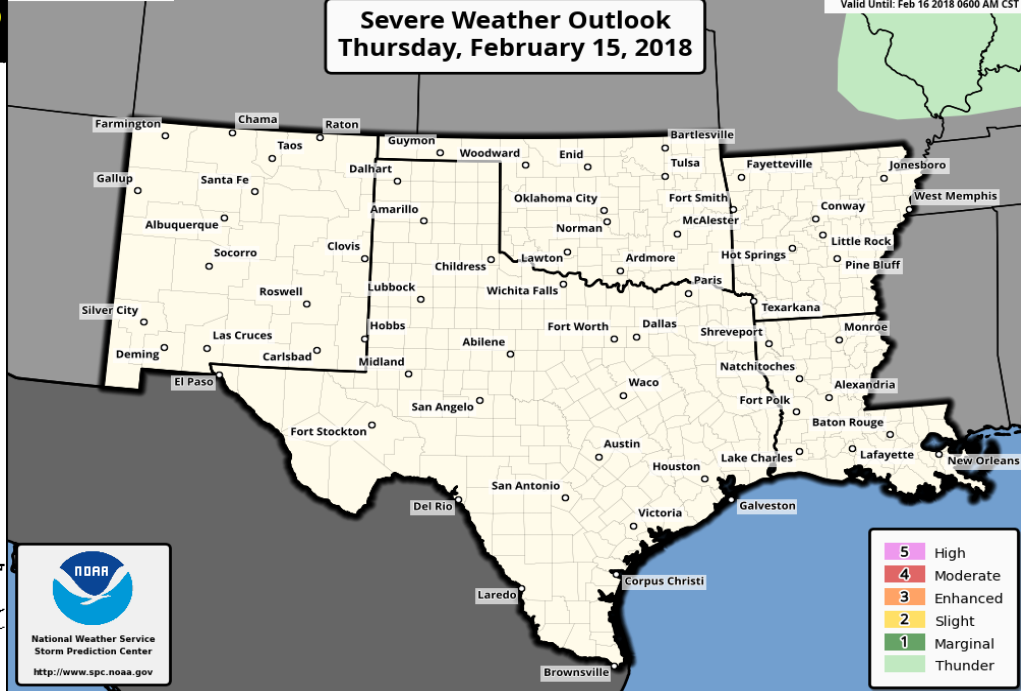 Valid Until: Feb 16 2018 0600 AM CST
Severe Weather Outlook
Thursday, February 15, 2018
Farmington
Chama
Raton
Taos
Gallup
Santa Fe
Albuquerque
Socorro
Clovis
Roswell
Silver City
Las Cruces
Deming
Carlsbad
Hobbs
Guymon
Woodward
Enid
Bartlesville
Tulsa
Oklahoma City
Norman
McAlester
Lawton
Ardmore
Fayetteville
Jonesboro
West Memphis
Fort Smith
Conway
Little Rock
Hot Springs
Pine Bluff
Texarkana
Dalhart
Amarillo
Childress
Lubbock
Wichita Falls
Paris
Fort Worth
Dallas
Abilene
Midland
El Paso
San Angelo
Waco
Fort Stockton
Austin
Houston
San Antonio
Del Rio
Victoria
Galveston
Corpus Christi
Laredo
Brownsville
Shreveport
Monroe
Natchitoches
Alexandria
Fort Polk
Baton Rouge
Lake Charles
Lafayette
New Orleans
NOAA
National Weather Service
Storm Prediction Center
http://www.spc.noaa.gov
5 High
4 Moderate
3 Enhanced
2 Slight
1 Marginal
Thunder